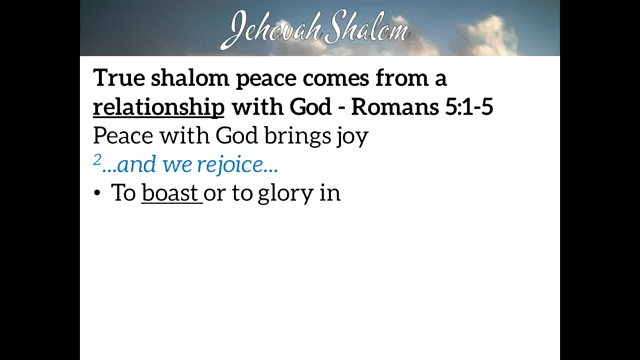 Jehovah Shalom
True shalom peace comes from a
relationship with God - Romans 5:1-5
Peace with God brings joy
2...and we rejoice...
• To boast or to glory in